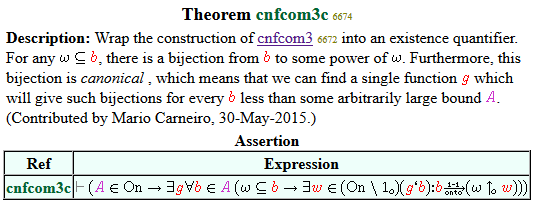 Theorem cnfcom3c 6674
Description: Wrap the construction of cnfcom3 6672 into an existence quantifier.
For any ω ⊆ b, there is a bijection from b to some power of ω. Furthermore, this
bijection is canonical , which means that we can find a single function g which
will give such bijections for every b less than some arbitrarily large bound A.
(Contributed by Mario Carneiro, 30-May-2015.)
Assertion
Ref Expression
cnfcom3c ⊢ (A ∈ On → ∃g∀b ∈ A (ω ⊆ b → ∃w ∈ (On \ 1ₒ)(g‘b):b–1-1→onto(ω ↑ₒ w)))